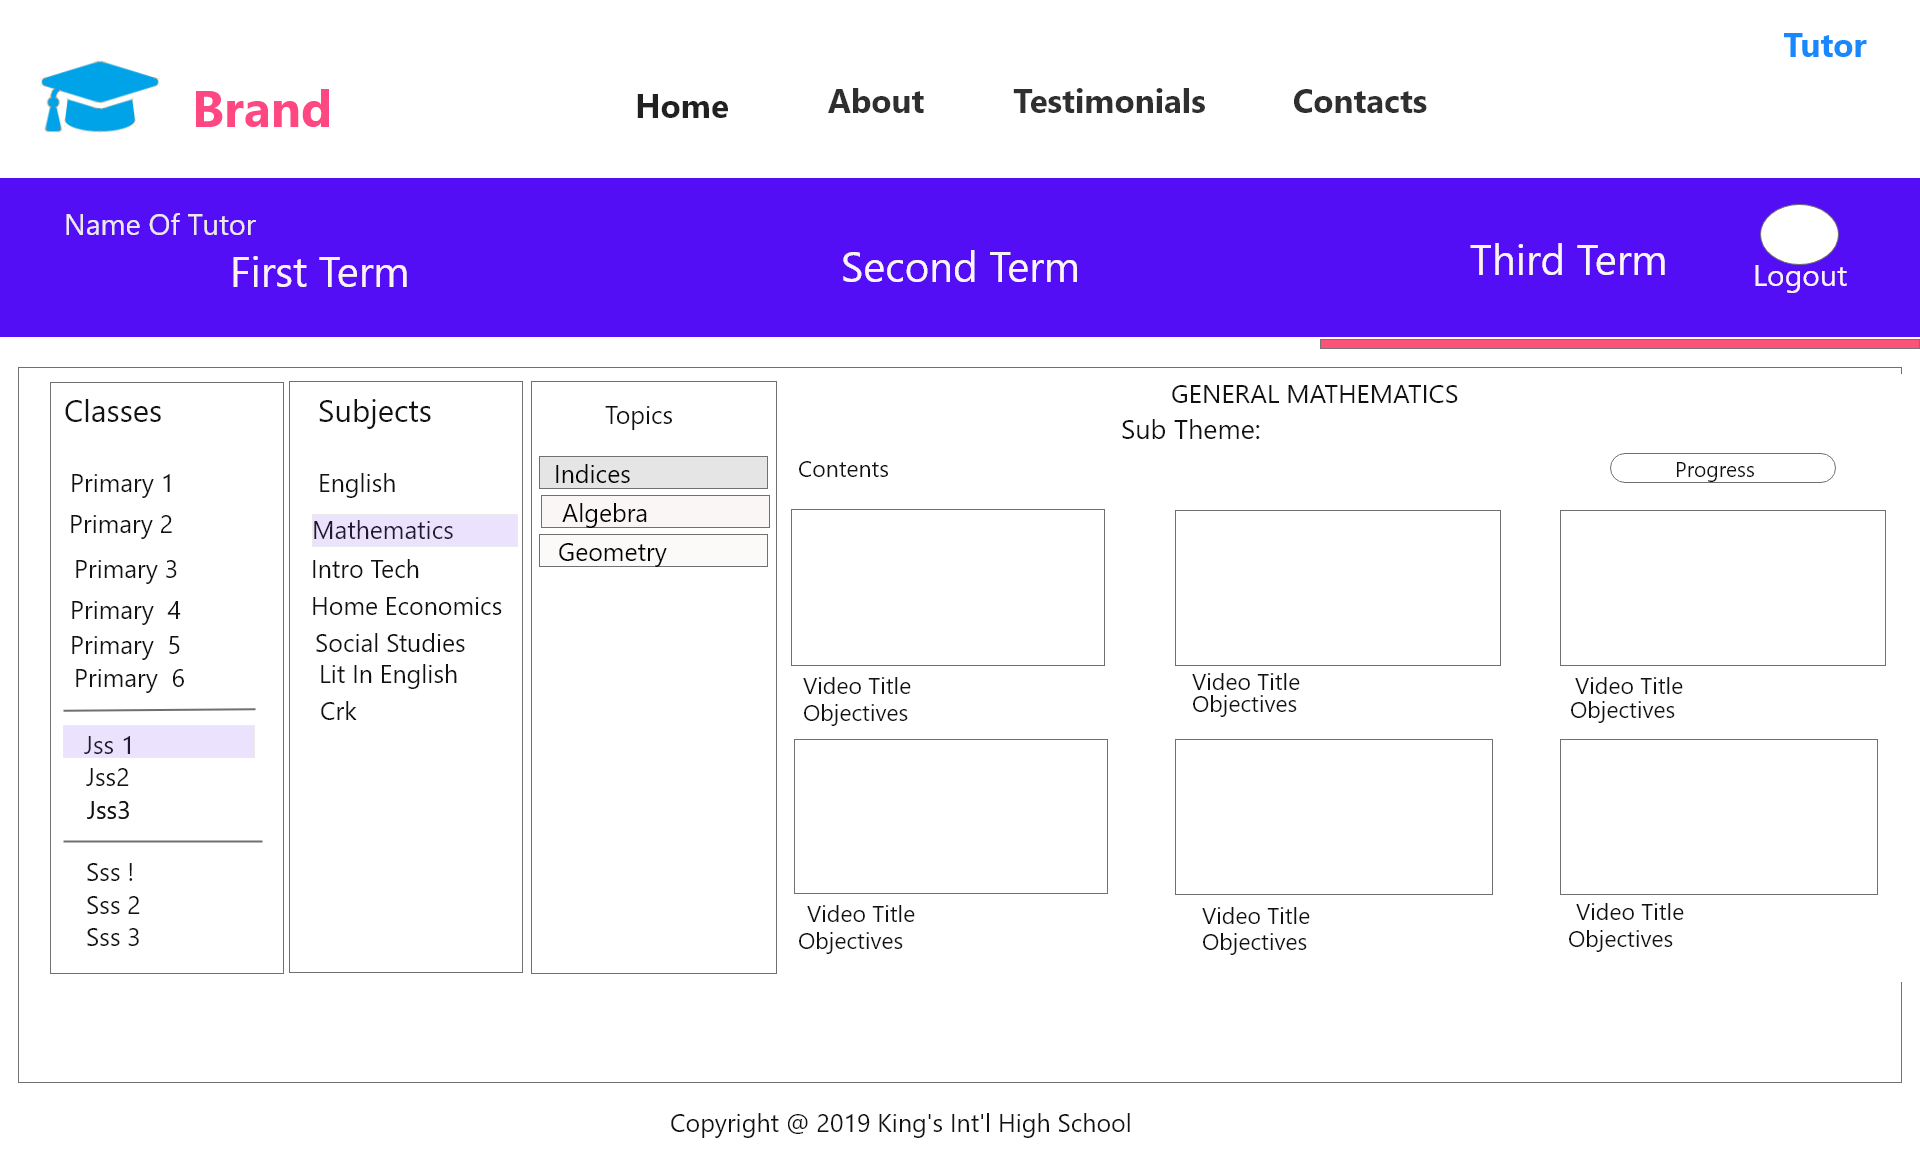 Tutor
Brand
Home
About
Testimonials
Contacts
Name Of Tutor
First Term
Second Term
Third Term
Logout
Classes
Primary 1
Primary 2
Primary 3
Primary  4
Primary  5
Primary  6
Jss 1
Jss2
Jss3
Sss !
Sss 2
Sss 3
Subjects
English
Mathematics
Intro Tech
Home Economics
Social Studies
Lit In English
Crk
Topics
Indices
Algebra
Geometry
GENERAL MATHEMATICS
Sub Theme:
Contents
Progress
Video Title
Objectives
Video Title
Objectives
Video Title
Objectives
Video Title
Objectives
Video Title
Objectives
Video Title
Objectives
Copyright @ 2019 King's Int'l High School